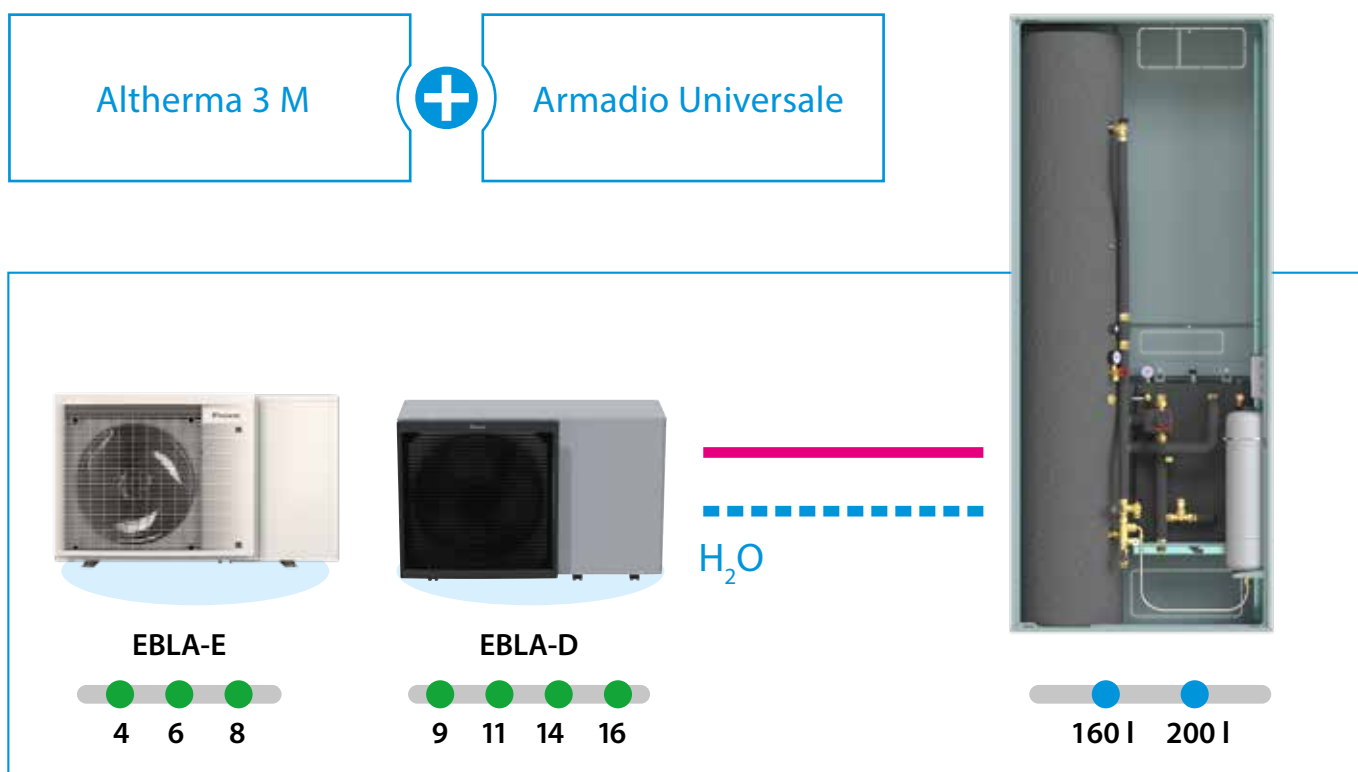 Altherma 3 M
Armadio Universale
H₂O
EBLA-E
EBLA-D
4 6 8
9 11 14 16
160 l 200 l